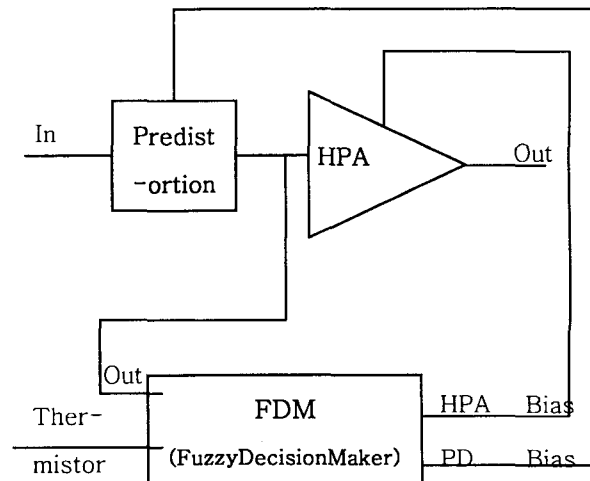 In
Predist
-ortion
HPA
Out
Out
Ther-
mistor
FDM
(FuzzyDecisionMaker)
HPA Bias
PD Bias